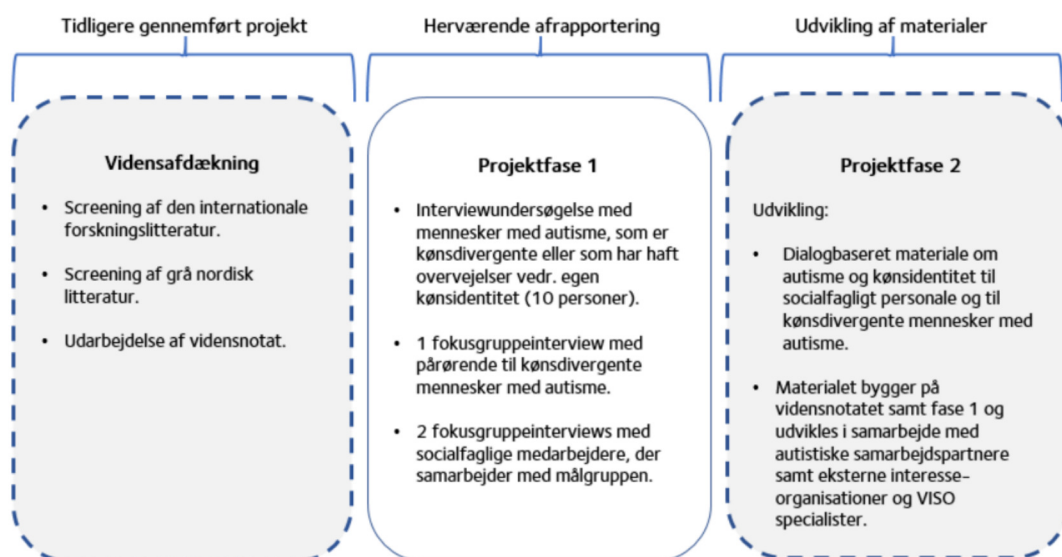 Tidligere gennemført projekt
Herværende afrapportering
Udvikling af materialer
Vidensafdækning
• Screening af den internationale
forskningslitteratur.
• Screening af grå nordisk
litteratur.
• Udarbejdelse af vidensnotat.
Projektfase 1
• Interviewundersøgelse med
mennesker med autisme, som er
kønsdivergente eller som har haft
overvejelser vedr. egen
kønsidentitet (10 personer).
• 1 fokusgruppeinterview med
pårørende til kønsdivergente
mennesker med autisme.
• 2 fokusgruppeinterviews med
socialfaglige medarbejdere, der
samarbejder med målgruppen.
Projektfase 2
Udvikling:
• Dialogbaseret materiale om
autisme og kønsidentitet til
socialfagligt personale og til
kønsdivergente mennesker med
autisme.
• Materialet bygger på
vidensnotatet samt fase 1 og
udvikles i samarbejde med
autistiske samarbejdspartnere
samt eksterne interesse-
organisationer og VISO
specialister.